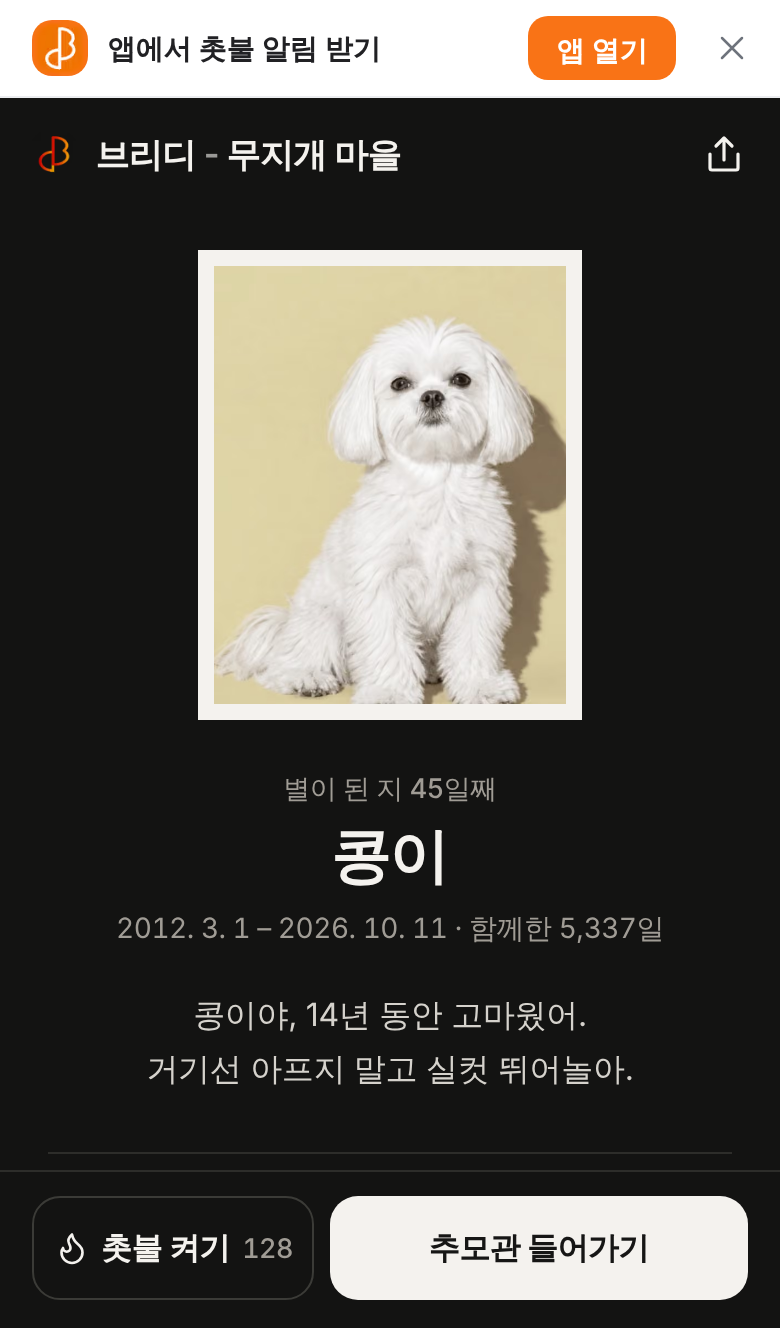 앱에서 촛불 알림 받기
앱 열기
브리디 - 무지개 마을
별이 된 지 45일째
콩이
2012. 3. 1 – 2026. 10. 11 · 함께한 5,337일
콩이야, 14년 동안 고마웠어.
거기선 아프지 말고 실컷 뛰어놀아.
촛불 켜기 128
추모관 들어가기